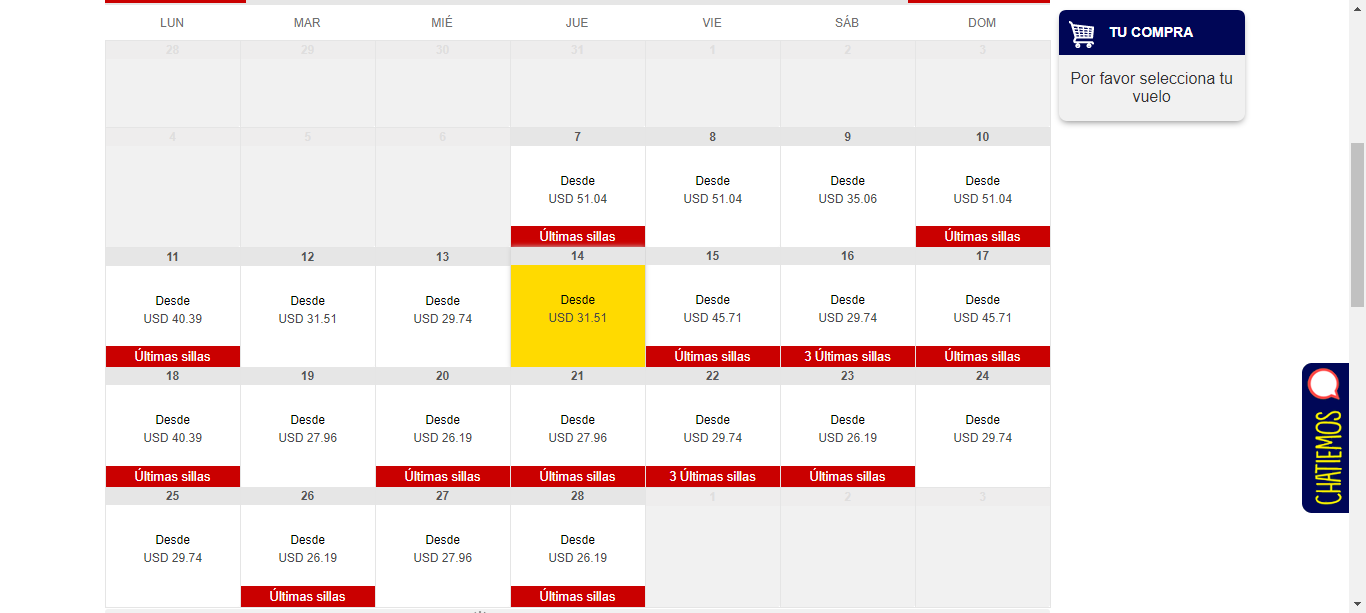 LUN MAR MIÉ JUE VIE SÁB DOM
TU COMPRA
Por favor selecciona tu
vuelo
28 29 30 31 1 2 3
4 5 6 7 8 9 10
Desde Desde Desde Desde
USD 51.04 USD 51.04 USD 35.06 USD 51.04
Últimas sillas Últimas sillas
11 12 13 14 15 16 17
Desde Desde Desde Desde Desde Desde Desde
USD 40.39 USD 31.51 USD 29.74 USD 31.51 USD 45.71 USD 29.74 USD 45.71
Últimas sillas Últimas sillas 3 Últimas sillas Últimas sillas
18 19 20 21 22 23 24
Desde Desde Desde Desde Desde Desde Desde
USD 40.39 USD 27.96 USD 26.19 USD 27.96 USD 29.74 USD 26.19 USD 29.74
Últimas sillas Últimas sillas Últimas sillas 3 Últimas sillas Últimas sillas
25 26 27 28 1 2 3
Desde Desde Desde Desde
USD 29.74 USD 26.19 USD 27.96 USD 26.19
Últimas sillas Últimas sillas
CHATIEMOS